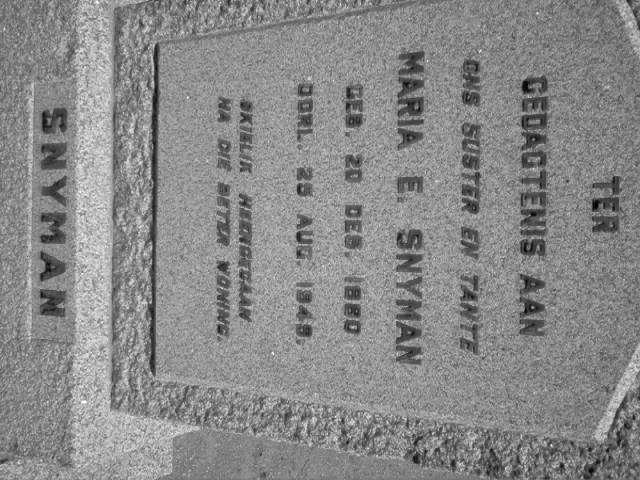 TER
GEDAGTENIS AAN
ONS SUSTER EN TANTE
MARIA E. SNYMAN
GEB. 20 DES. 1880
OORL. 25 AUG. 1949.
SKIELIK HEENGEGAAN
NA DIE BETER WONING.
SNYMAN